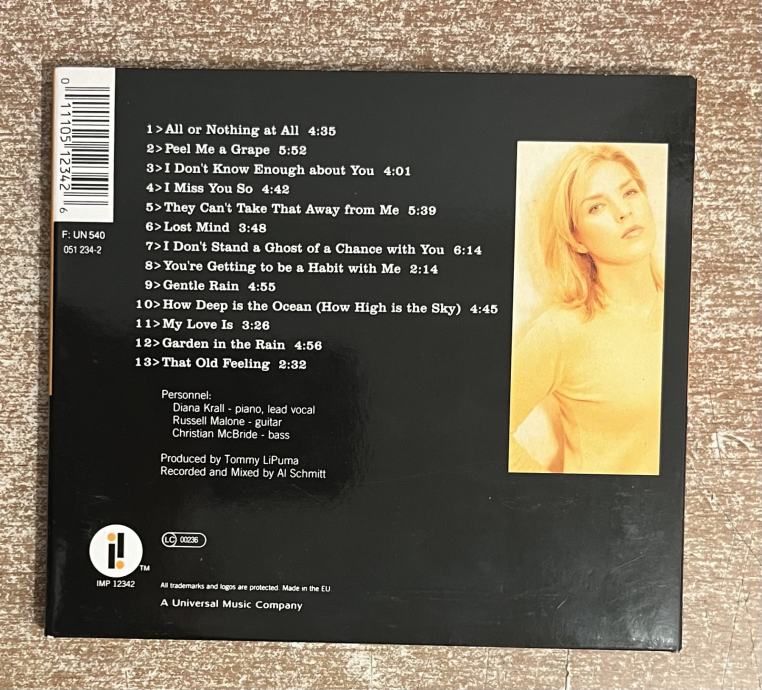 0 11105 12342 6
F: UN 540
051 234-2
1>All or Nothing at All 4:35
2>Peel Me a Grape 5:52
3>I Don't Know Enough about You 4:01
4>I Miss You So 4:42
5>They Can't Take That Away from Me 5:39
6>Lost Mind 3:48
7>I Don't Stand a Ghost of a Chance with You 6:14
8>You're Getting to be a Habit with Me 2:14
9>Gentle Rain 4:55
10>How Deep is the Ocean (How High is the Sky) 4:45
11>My Love Is 3:26
12>Garden in the Rain 4:56
13>That Old Feeling 2:32
Personnel:
Diana Krall - piano, lead vocal
Russell Malone - guitar
Christian McBride - bass
Produced by Tommy LiPuma
Recorded and Mixed by Al Schmitt
i! TM
IMP 12342
LC 00236
All trademarks and logos are protected. Made in the EU
A Universal Music Company